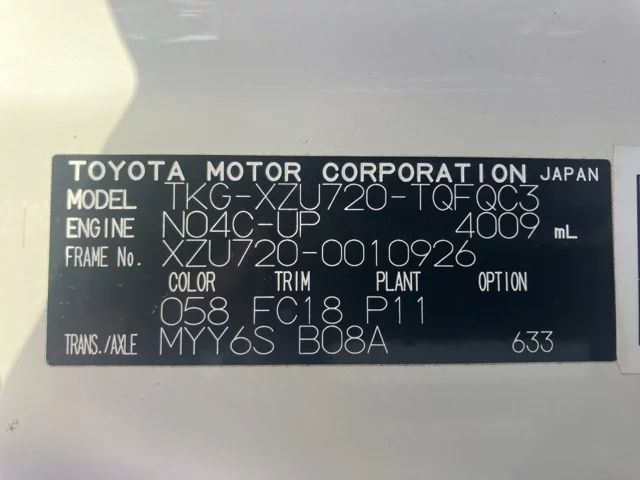 TOYOTA MOTOR CORPORATION JAPAN
MODEL TKG-XZU720-TQFQC3
ENGINE N04C-UP 4009 mL
FRAME No. XZU720-0010926
COLOR TRIM PLANT OPTION
058 FC18 P11
TRANS./AXLE MYY6S B08A 633